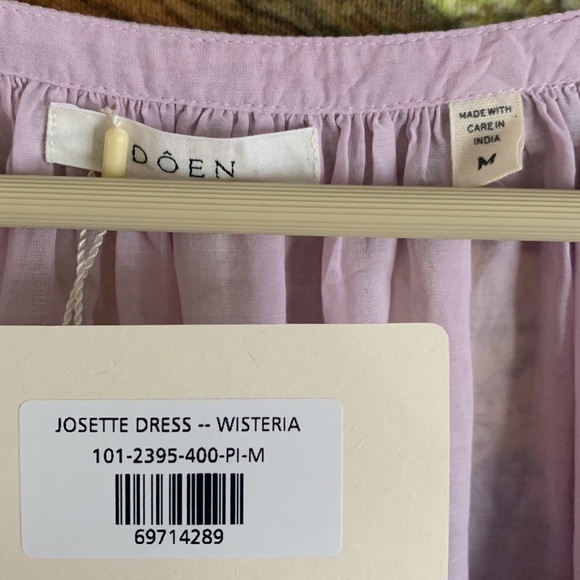 DÔEN
MADE WITH
CARE IN
INDIA
M
JOSETTE DRESS -- WISTERIA
101-2395-400-PI-M
69714289